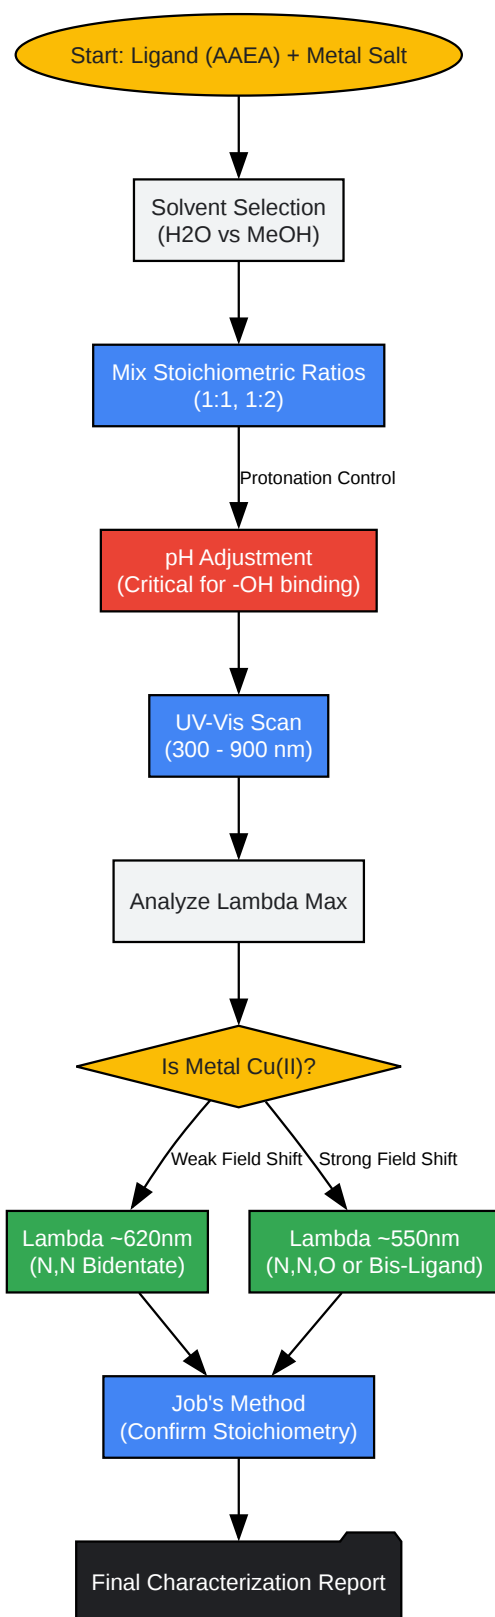 Start: Ligand (AAEA) + Metal Salt
Solvent Selection
(H2O vs MeOH)
Mix Stoichiometric Ratios
(1:1, 1:2)
Protonation Control
pH Adjustment
(Critical for -OH binding)
UV-Vis Scan
(300 - 900 nm)
Analyze Lambda Max
Is Metal Cu(II)?
Weak Field Shift
Strong Field Shift
Lambda ~620nm
(N,N Bidentate)
Lambda ~550nm
(N,N,O or Bis-Ligand)
Job's Method
(Confirm Stoichiometry)
Final Characterization Report